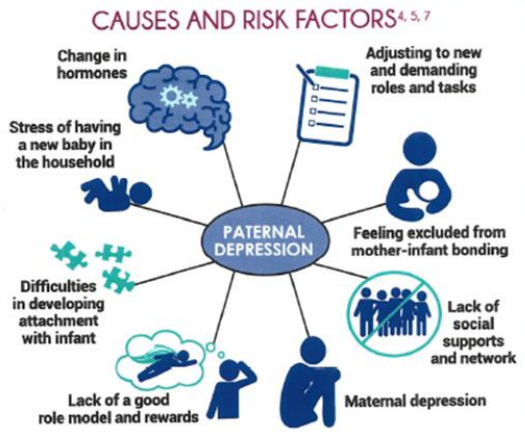 CAUSES AND RISK FACTORS4, 5, 7
Change in
hormones
Adjusting to new
and demanding
roles and tasks
Stress of having
a new baby in
the household
PATERNAL
DEPRESSION
Feeling excluded from
mother-infant bonding
Difficulties
in developing
attachment
with infant
Lack of
social
supports
and network
Lack of a good
role model and rewards
Maternal depression